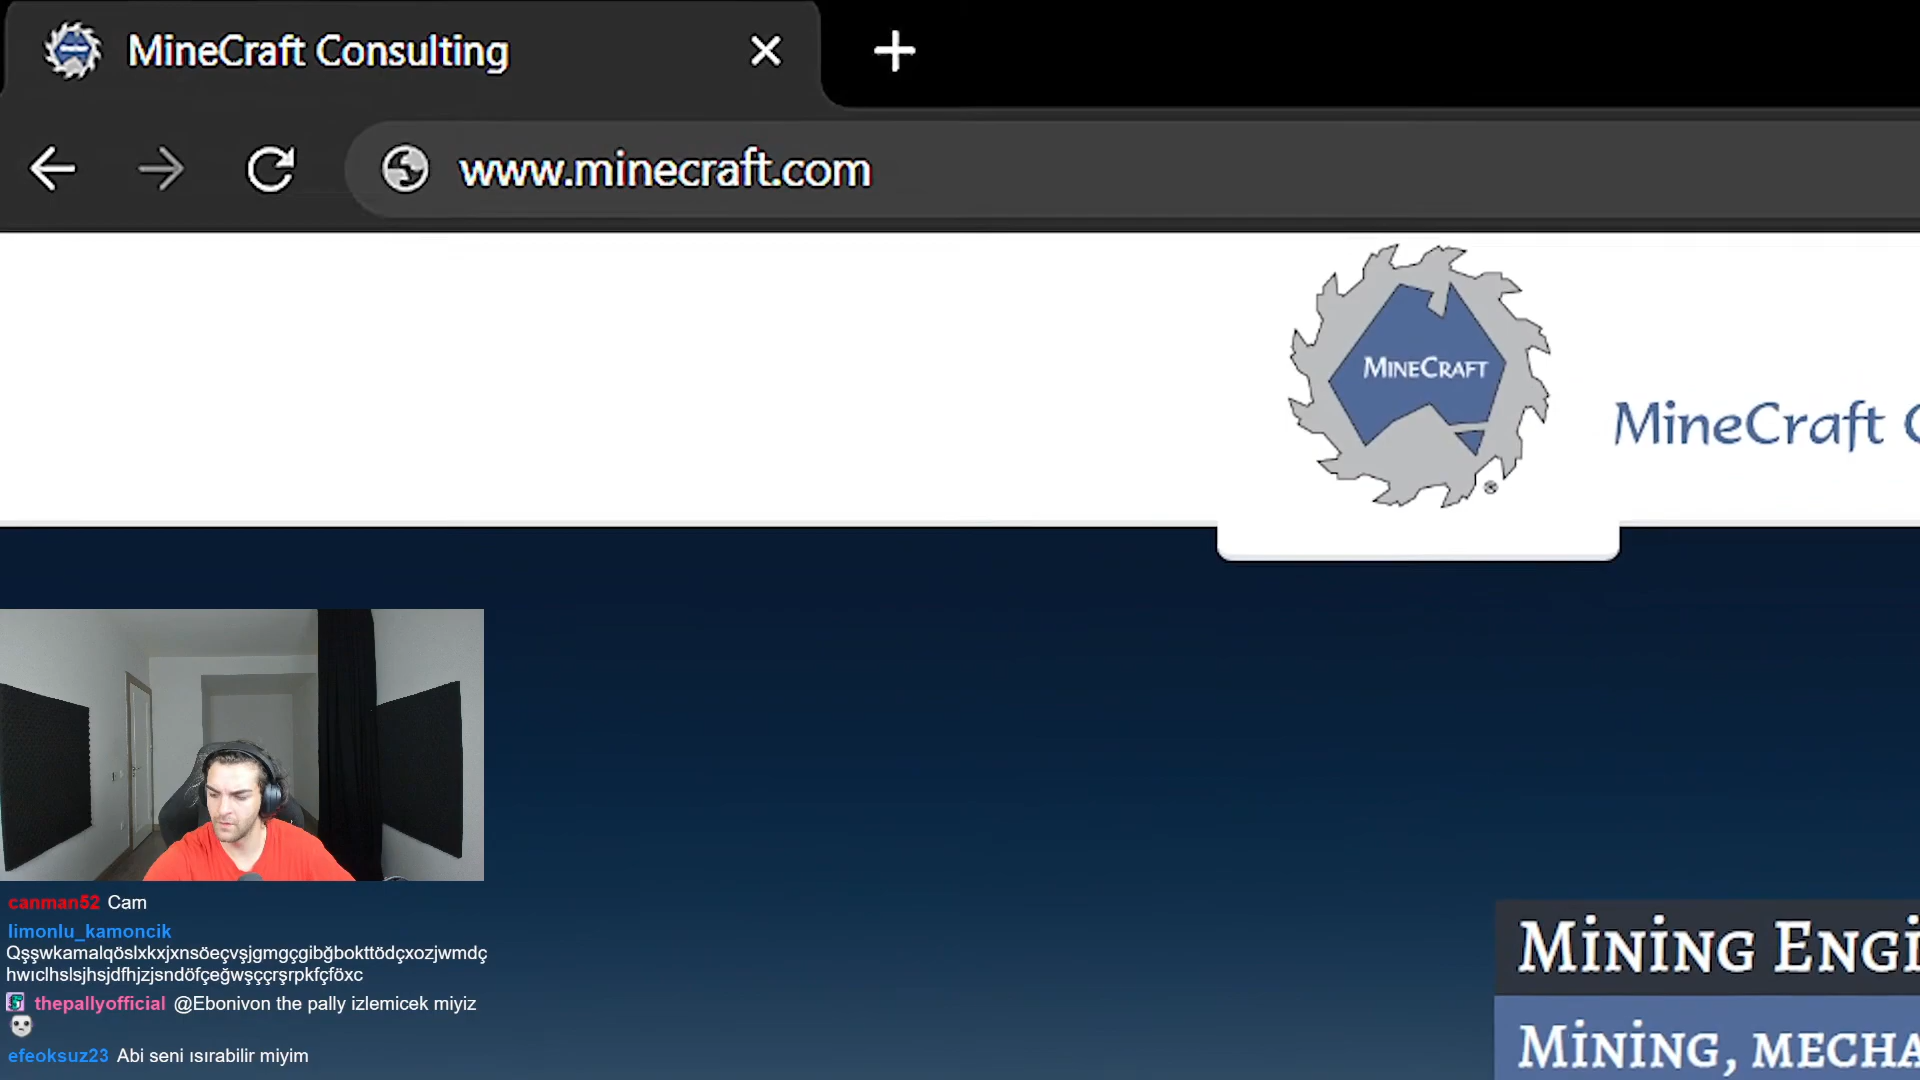 MineCraft Consulting
www.minecraft.com
MINECRAFT
MineCraft
MINING ENGI
MINING, MECHA
canman52 Cam
limonlu_kamoncik
Qşşwkamalqöslxkxjxnsöeçvşjgmgçgibğbokttödçxozjwmdç
hwıclhslsjhsjdfhjzjsndöfçeğwşççrşrpkfçföxc
thepallyofficial @Ebonivon the pally izlemicek miyiz
efeoksuz23 Abi seni ısırabilir miyim